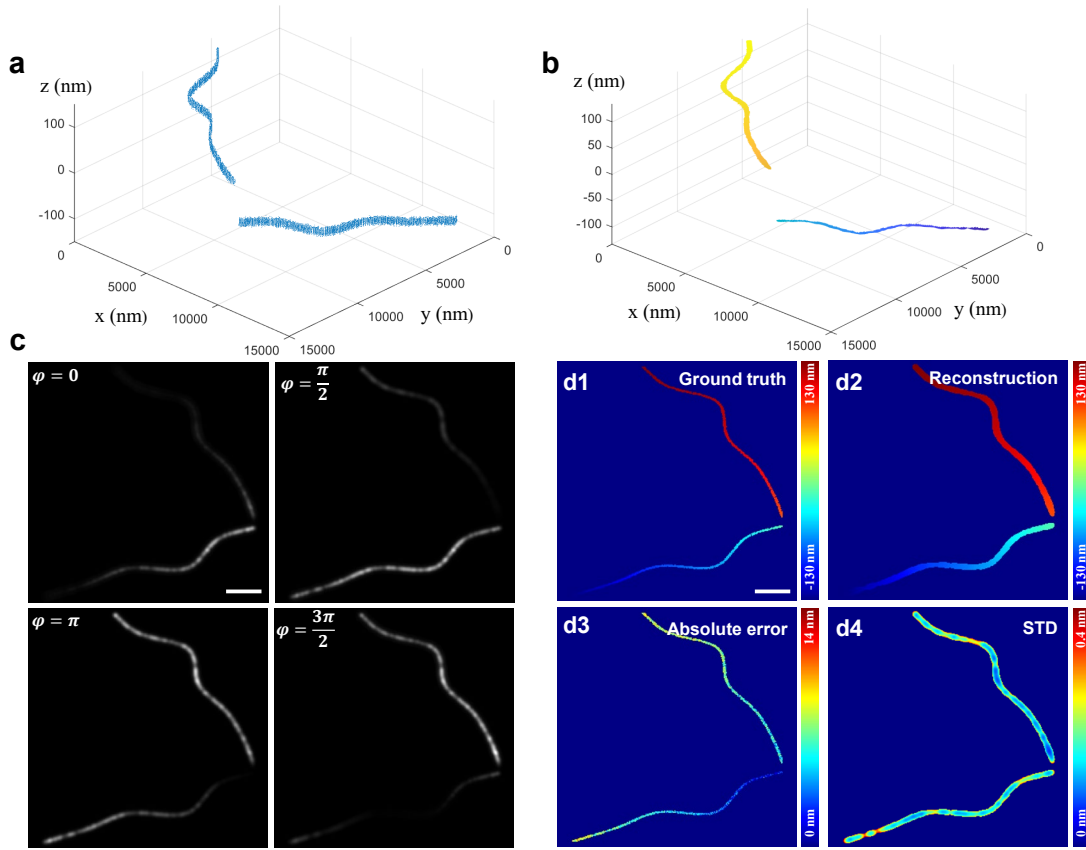 a
z (nm)
100
0
-100
0
5000
10000
15000
x (nm)
15000
10000
5000
0
y (nm)
b
z (nm)
100
50
0
-50
-100
0
5000
10000
15000
x (nm)
15000
10000
5000
0
y (nm)
c
φ = 0
φ = π/2
φ = π
φ = 3π/2
d1
Ground truth
130 nm
-130 nm
d2
Reconstruction
130 nm
-130 nm
d3
Absolute error
14 nm
0 nm
d4
STD
0.4 nm
0 nm